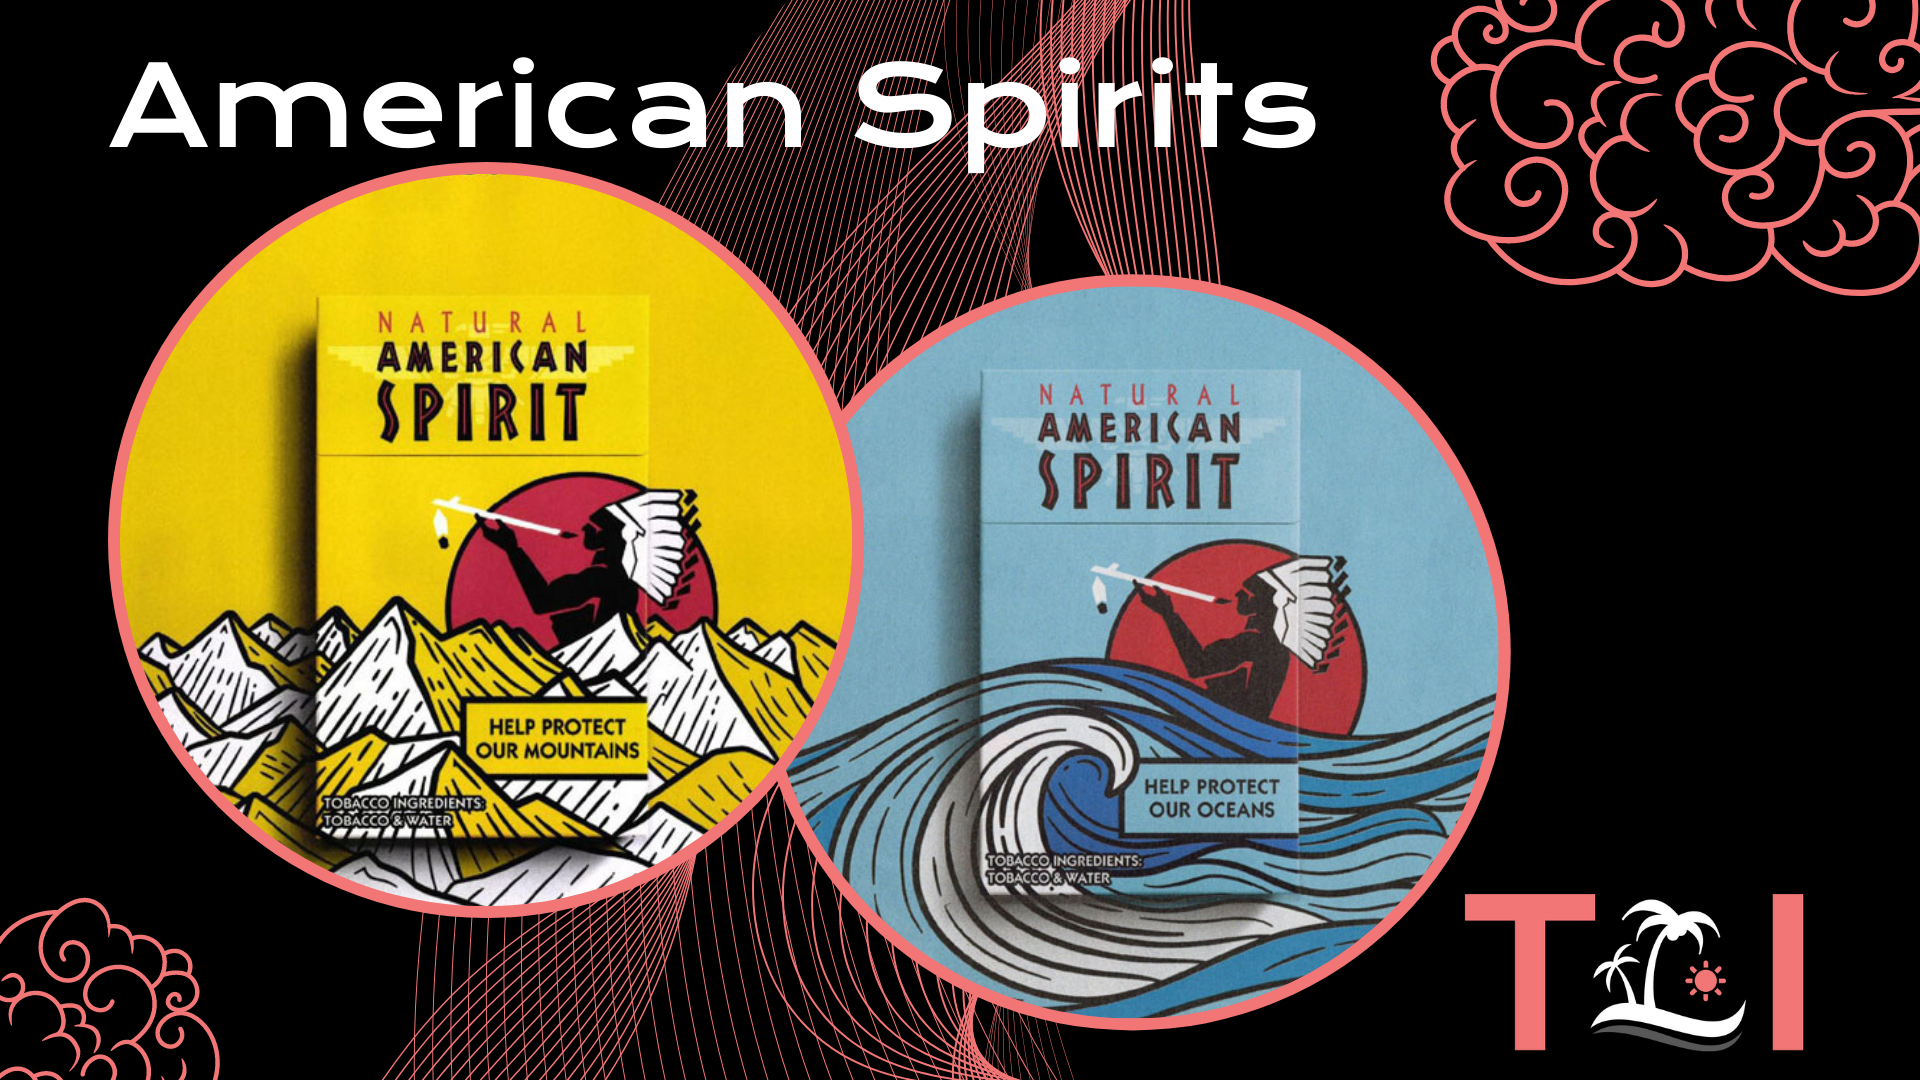 American Spirits
NATURAL
AMERICAN
SPIRIT
HELP PROTECT
OUR MOUNTAINS
TOBACCO INGREDIENTS:
TOBACCO & WATER
NATURAL
AMERICAN
SPIRIT
HELP PROTECT
OUR OCEANS
TOBACCO INGREDIENTS:
TOBACCO & WATER
T I